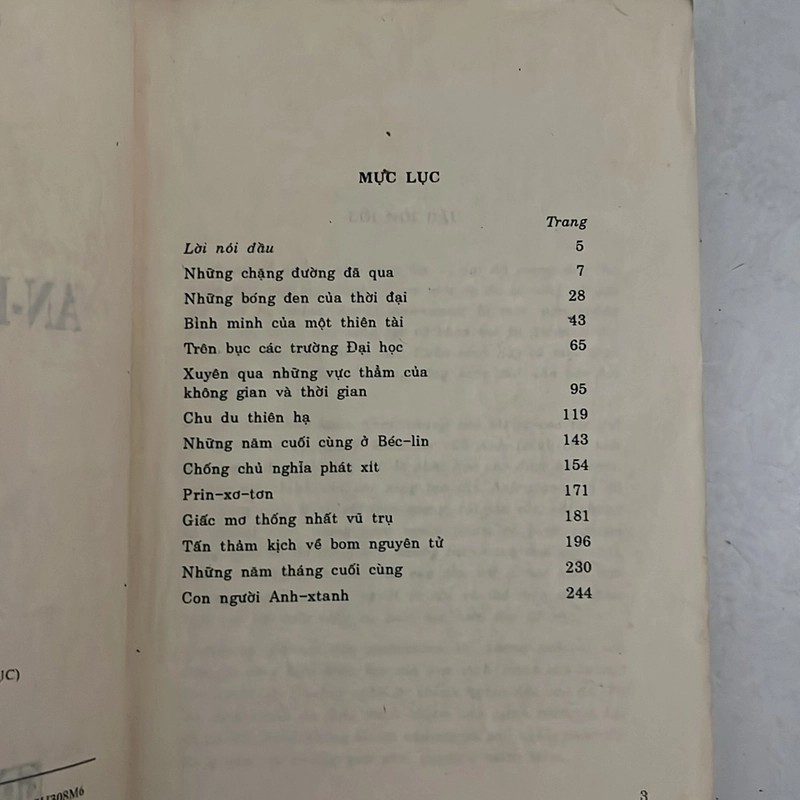 MỤC LỤC
Trang
Lời nói đầu 5
Những chặng đường đã qua 7
Những bóng đen của thời đại 28
Bình minh của một thiên tài 43
Trên bục các trường Đại học 65
Xuyên qua những vực thẳm của
không gian và thời gian 95
Chu du thiên hạ 119
Những năm cuối cùng ở Béc-lin 143
Chống chủ nghĩa phát xít 154
Prin-xơ-tơn 171
Giấc mơ thống nhất vũ trụ 181
Tấn thảm kịch về bom nguyên tử 196
Những năm tháng cuối cùng 230
Con người Anh-xtanh 244
3